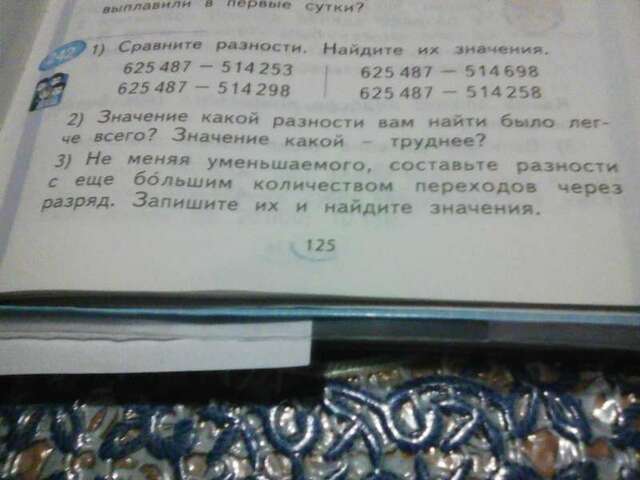 выплавили в первые сутки?
242 1) Сравните разности. Найдите их значения.
625 487 – 514 253 | 625 487 – 514 698
625 487 – 514 298 | 625 487 – 514 258
2) Значение какой разности вам найти было лег-
че всего? Значение какой – труднее?
3) Не меняя уменьшаемого, составьте разности
с еще бо́льшим количеством переходов через
разряд. Запишите их и найдите значения.
125